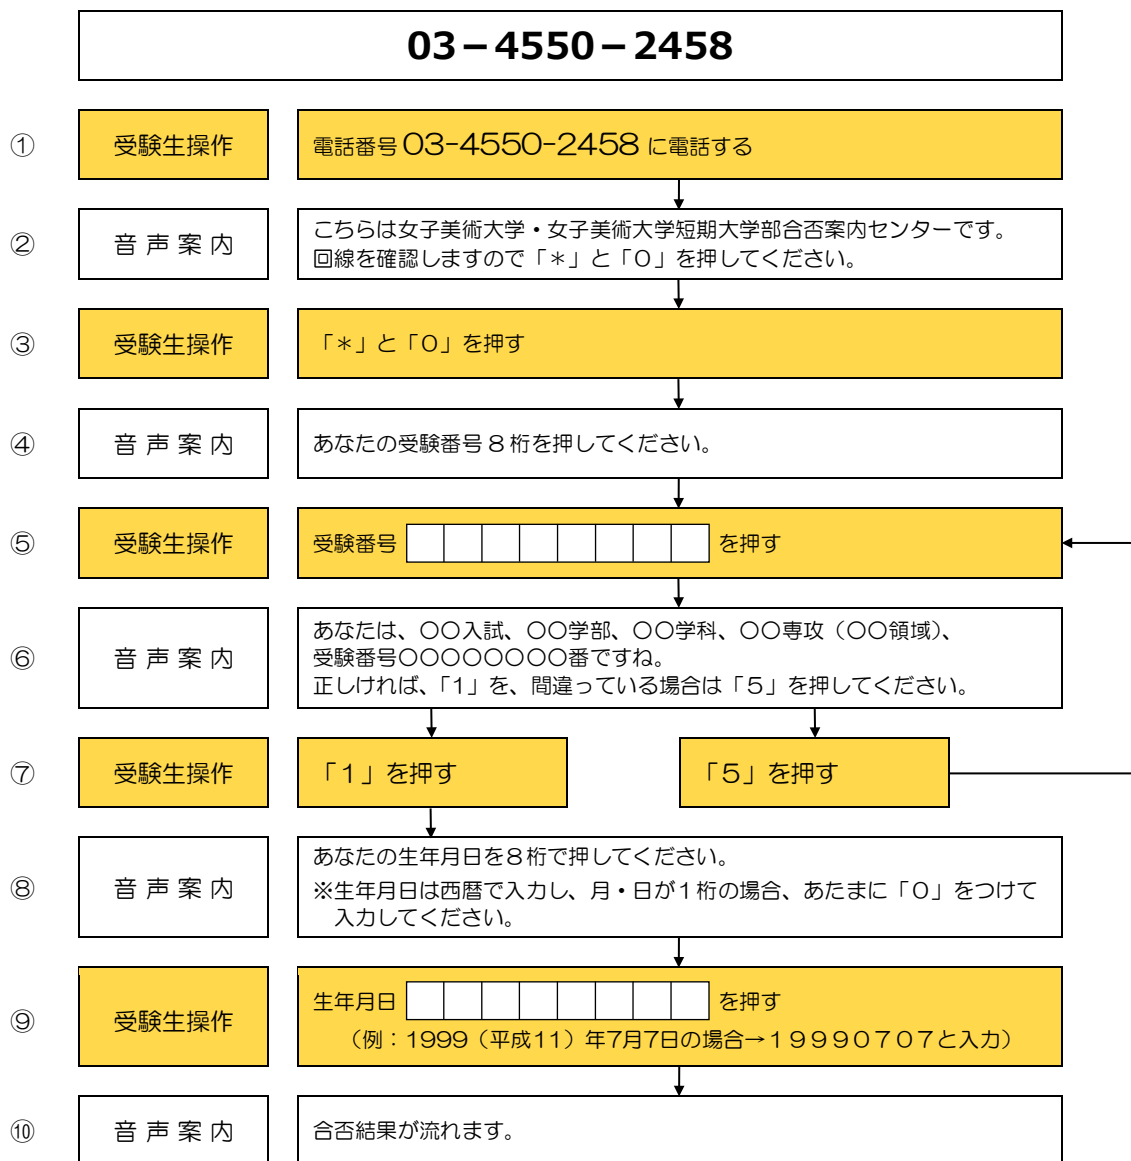 03－4550－2458
① 受験生操作 電話番号 03-4550-2458 に電話する
② 音声案内 こちらは女子美術大学・女子美術大学短期大学部合否案内センターです。
回線を確認しますので「＊」と「０」を押してください。
③ 受験生操作 「＊」と「０」を押す
④ 音声案内 あなたの受験番号８桁を押してください。
⑤ 受験生操作 受験番号 を押す
⑥ 音声案内 あなたは、〇〇入試、〇〇学部、〇〇学科、〇〇専攻（〇〇領域）、
受験番号〇〇〇〇〇〇〇〇番ですね。
正しければ、「１」を、間違っている場合は「５」を押してください。
⑦ 受験生操作 「１」を押す 「５」を押す
⑧ 音声案内 あなたの生年月日を８桁で押してください。
※生年月日は西暦で入力し、月・日が１桁の場合、あたまに「０」をつけて
入力してください。
⑨ 受験生操作 生年月日 を押す
（例：1999（平成11）年7月7日の場合→１９９９０７０７と入力）
⑩ 音声案内 合否結果が流れます。